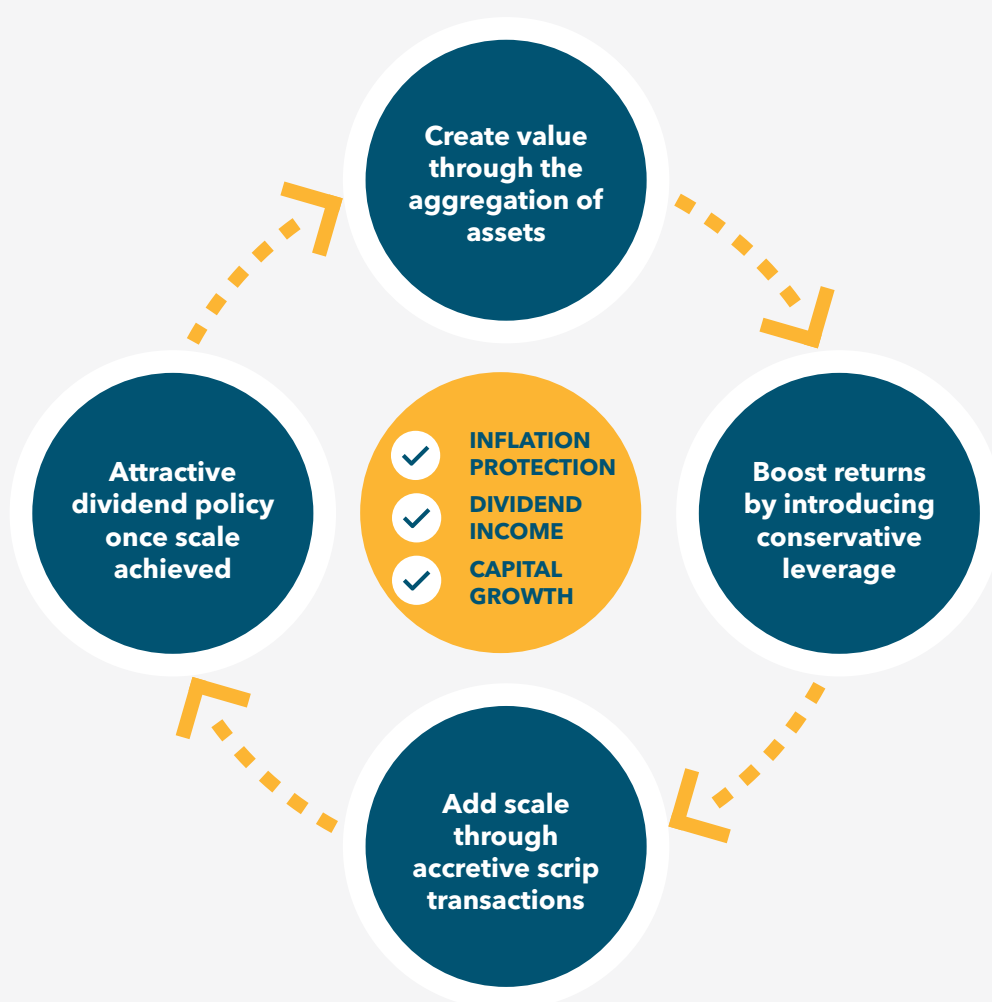 Create value
through the
aggregation of
assets
Boost returns
by introducing
conservative
leverage
Add scale
through
accretive scrip
transactions
Attractive
dividend policy
once scale
achieved
INFLATION
PROTECTION
DIVIDEND
INCOME
CAPITAL
GROWTH